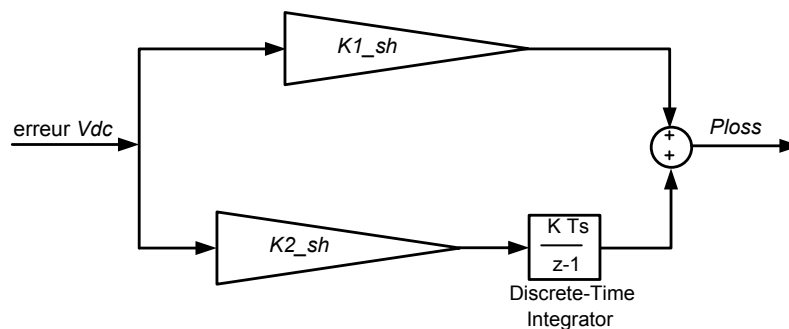 K1_sh
erreur Vdc
Ploss
+
+
K2_sh
K Ts
z-1
Discrete-Time
Integrator